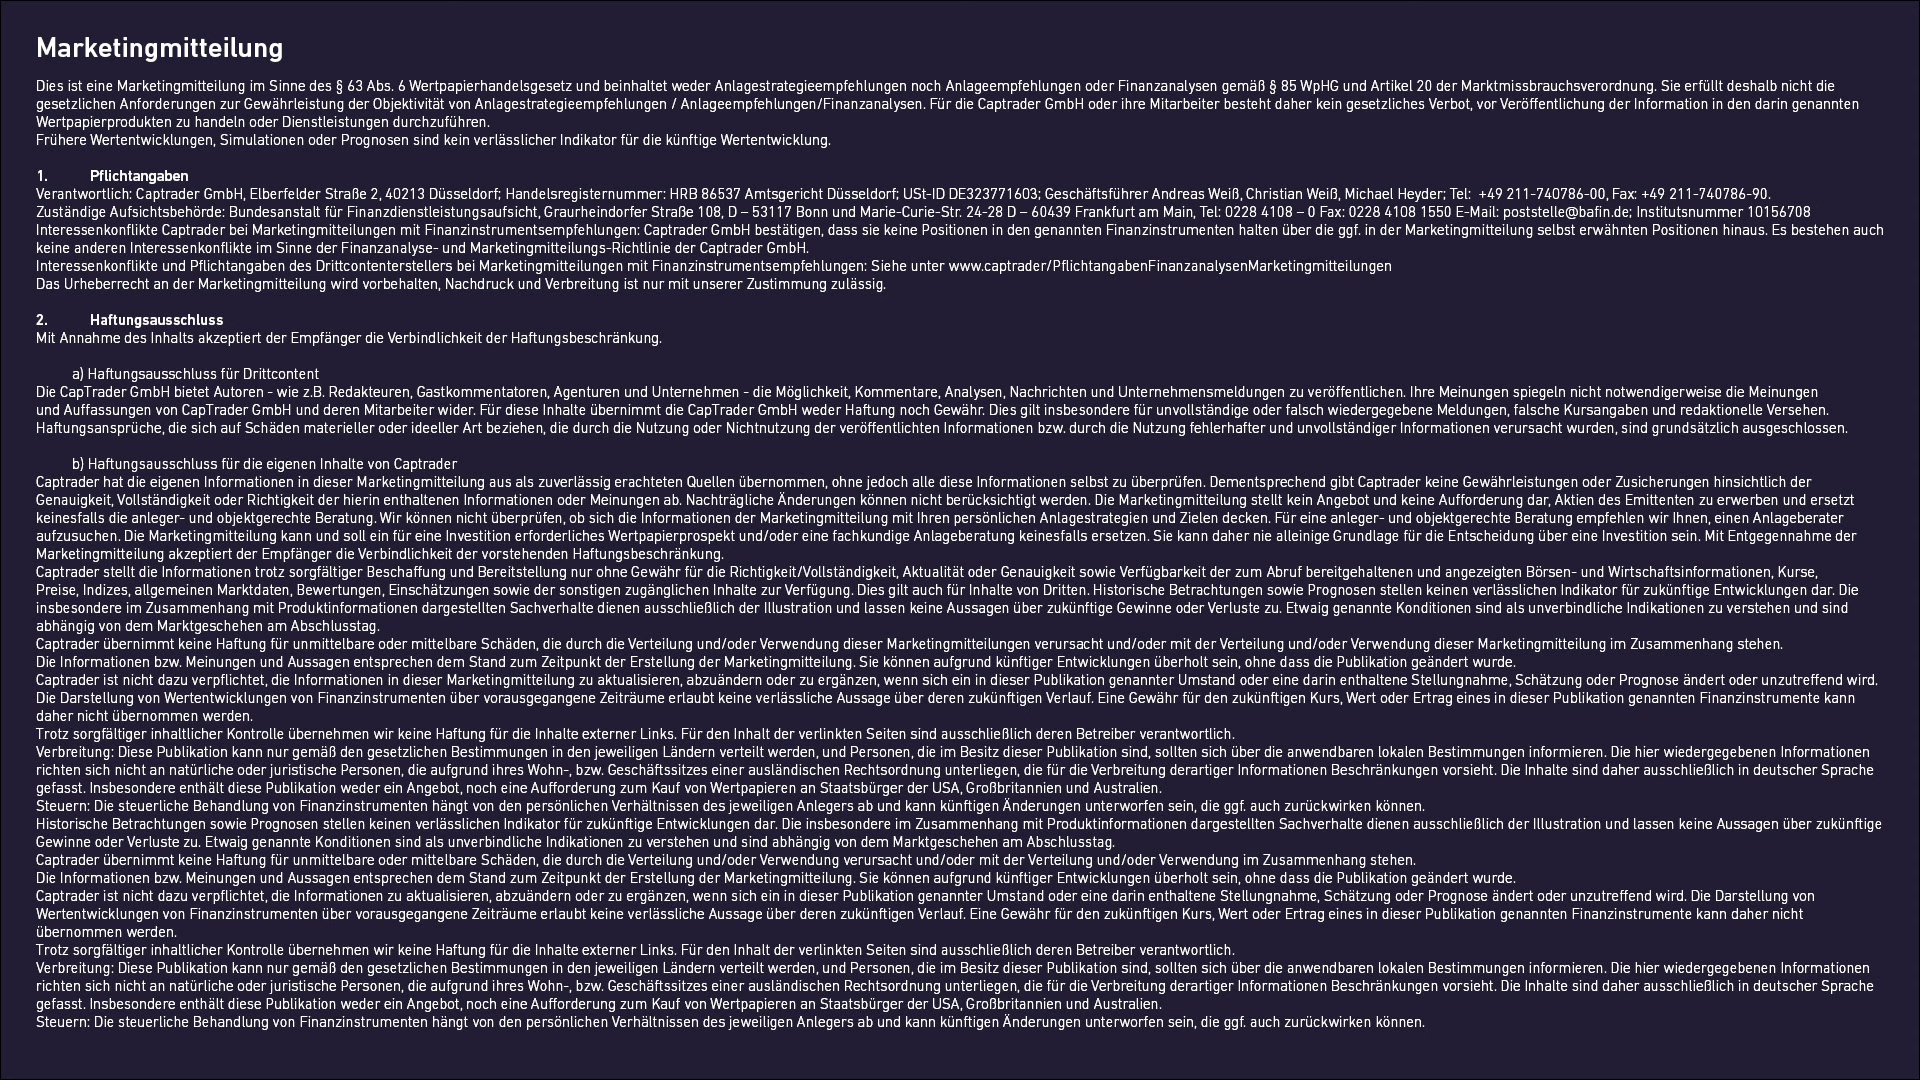 Marketingmitteilung
Dies ist eine Marketingmitteilung im Sinne des § 63 Abs. 6 Wertpapierhandelsgesetz und beinhaltet weder Anlagestrategieempfehlungen noch Anlageempfehlungen oder Finanzanalysen gemäß § 85 WpHG und Artikel 20 der Marktmissbrauchsverordnung. Sie erfüllt deshalb nicht die
gesetzlichen Anforderungen zur Gewährleistung der Objektivität von Anlagestrategieempfehlungen / Anlageempfehlungen/Finanzanalysen. Für die Captrader GmbH oder ihre Mitarbeiter besteht daher kein gesetzliches Verbot, vor Veröffentlichung der Information in den darin genannten
Wertpapierprodukten zu handeln oder Dienstleistungen durchzuführen.
Frühere Wertentwicklungen, Simulationen oder Prognosen sind kein verlässlicher Indikator für die künftige Wertentwicklung.
1. Pflichtangaben
Verantwortlich: Captrader GmbH, Elberfelder Straße 2, 40213 Düsseldorf; Handelsregisternummer: HRB 86537 Amtsgericht Düsseldorf; USt-ID DE323771603; Geschäftsführer Andreas Weiß, Christian Weiß, Michael Heyder; Tel: +49 211-740786-00, Fax: +49 211-740786-90.
Zuständige Aufsichtsbehörde: Bundesanstalt für Finanzdienstleistungsaufsicht, Graurheindorfer Straße 108, D – 53117 Bonn und Marie-Curie-Str. 24-28 D – 60439 Frankfurt am Main, Tel: 0228 4108 – 0 Fax: 0228 4108 1550 E-Mail: poststelle@bafin.de; Institutsnummer 10156708
Interessenkonflikte Captrader bei Marketingmitteilungen mit Finanzinstrumentsempfehlungen: Captrader GmbH bestätigen, dass sie keine Positionen in den genannten Finanzinstrumenten halten über die ggf. in der Marketingmitteilung selbst erwähnten Positionen hinaus. Es bestehen auch
keine anderen Interessenkonflikte im Sinne der Finanzanalyse- und Marketingmitteilungs-Richtlinie der Captrader GmbH.
Interessenkonflikte und Pflichtangaben des Drittcontenterstellers bei Marketingmitteilungen mit Finanzinstrumentsempfehlungen: Siehe unter www.captrader/PflichtangabenFinanzanalysenMarketingmitteilungen
Das Urheberrecht an der Marketingmitteilung wird vorbehalten, Nachdruck und Verbreitung ist nur mit unserer Zustimmung zulässig.
2. Haftungsausschluss
Mit Annahme des Inhalts akzeptiert der Empfänger die Verbindlichkeit der Haftungsbeschränkung.
a) Haftungsausschluss für Drittcontent
Die CapTrader GmbH bietet Autoren - wie z.B. Redakteuren, Gastkommentatoren, Agenturen und Unternehmen - die Möglichkeit, Kommentare, Analysen, Nachrichten und Unternehmensmeldungen zu veröffentlichen. Ihre Meinungen spiegeln nicht notwendigerweise die Meinungen
und Auffassungen von CapTrader GmbH und deren Mitarbeiter wider. Für diese Inhalte übernimmt die CapTrader GmbH weder Haftung noch Gewähr. Dies gilt insbesondere für unvollständige oder falsch wiedergegebene Meldungen, falsche Kursangaben und redaktionelle Versehen.
Haftungsansprüche, die sich auf Schäden materieller oder ideeller Art beziehen, die durch die Nutzung oder Nichtnutzung der veröffentlichten Informationen bzw. durch die Nutzung fehlerhafter und unvollständiger Informationen verursacht wurden, sind grundsätzlich ausgeschlossen.
b) Haftungsausschluss für die eigenen Inhalte von Captrader
Captrader hat die eigenen Informationen in dieser Marketingmitteilung aus als zuverlässig erachteten Quellen übernommen, ohne jedoch alle diese Informationen selbst zu überprüfen. Dementsprechend gibt Captrader keine Gewährleistungen oder Zusicherungen hinsichtlich der
Genauigkeit, Vollständigkeit oder Richtigkeit der hierin enthaltenen Informationen oder Meinungen ab. Nachträgliche Änderungen können nicht berücksichtigt werden. Die Marketingmitteilung stellt kein Angebot und keine Aufforderung dar, Aktien des Emittenten zu erwerben und ersetzt
keinesfalls die anleger- und objektgerechte Beratung. Wir können nicht überprüfen, ob sich die Informationen der Marketingmitteilung mit Ihren persönlichen Anlagestrategien und Zielen decken. Für eine anleger- und objektgerechte Beratung empfehlen wir Ihnen, einen Anlageberater
aufzusuchen. Die Marketingmitteilung kann und soll ein für eine Investition erforderliches Wertpapierprospekt und/oder eine fachkundige Anlageberatung keinesfalls ersetzen. Sie kann daher nie alleinige Grundlage für die Entscheidung über eine Investition sein. Mit Entgegennahme der
Marketingmitteilung akzeptiert der Empfänger die Verbindlichkeit der vorstehenden Haftungsbeschränkung.
Captrader stellt die Informationen trotz sorgfältiger Beschaffung und Bereitstellung nur ohne Gewähr für die Richtigkeit/Vollständigkeit, Aktualität oder Genauigkeit sowie Verfügbarkeit der zum Abruf bereitgehaltenen und angezeigten Börsen- und Wirtschaftsinformationen, Kurse,
Preise, Indizes, allgemeinen Marktdaten, Bewertungen, Einschätzungen sowie der sonstigen zugänglichen Inhalte zur Verfügung. Dies gilt auch für Inhalte von Dritten. Historische Betrachtungen sowie Prognosen stellen keinen verlässlichen Indikator für zukünftige Entwicklungen dar. Die
insbesondere im Zusammenhang mit Produktinformationen dargestellten Sachverhalte dienen ausschließlich der Illustration und lassen keine Aussagen über zukünftige Gewinne oder Verluste zu. Etwaig genannte Konditionen sind als unverbindliche Indikationen zu verstehen und sind
abhängig von dem Marktgeschehen am Abschlusstag.
Captrader übernimmt keine Haftung für unmittelbare oder mittelbare Schäden, die durch die Verteilung und/oder Verwendung dieser Marketingmitteilungen verursacht und/oder mit der Verteilung und/oder Verwendung dieser Marketingmitteilung im Zusammenhang stehen.
Die Informationen bzw. Meinungen und Aussagen entsprechen dem Stand zum Zeitpunkt der Erstellung der Marketingmitteilung. Sie können aufgrund künftiger Entwicklungen überholt sein, ohne dass die Publikation geändert wurde.
Captrader ist nicht dazu verpflichtet, die Informationen in dieser Marketingmitteilung zu aktualisieren, abzuändern oder zu ergänzen, wenn sich ein in dieser Publikation genannter Umstand oder eine darin enthaltene Stellungnahme, Schätzung oder Prognose ändert oder unzutreffend wird.
Die Darstellung von Wertentwicklungen von Finanzinstrumenten über vorausgegangene Zeiträume erlaubt keine verlässliche Aussage über deren zukünftigen Verlauf. Eine Gewähr für den zukünftigen Kurs, Wert oder Ertrag eines in dieser Publikation genannten Finanzinstrumente kann
daher nicht übernommen werden.
Trotz sorgfältiger inhaltlicher Kontrolle übernehmen wir keine Haftung für die Inhalte externer Links. Für den Inhalt der verlinkten Seiten sind ausschließlich deren Betreiber verantwortlich.
Verbreitung: Diese Publikation kann nur gemäß den gesetzlichen Bestimmungen in den jeweiligen Ländern verteilt werden, und Personen, die im Besitz dieser Publikation sind, sollten sich über die anwendbaren lokalen Bestimmungen informieren. Die hier wiedergegebenen Informationen
richten sich nicht an natürliche oder juristische Personen, die aufgrund ihres Wohn-, bzw. Geschäftssitzes einer ausländischen Rechtsordnung unterliegen, die für die Verbreitung derartiger Informationen Beschränkungen vorsieht. Die Inhalte sind daher ausschließlich in deutscher Sprache
gefasst. Insbesondere enthält diese Publikation weder ein Angebot, noch eine Aufforderung zum Kauf von Wertpapieren an Staatsbürger der USA, Großbritannien und Australien.
Steuern: Die steuerliche Behandlung von Finanzinstrumenten hängt von den persönlichen Verhältnissen des jeweiligen Anlegers ab und kann künftigen Änderungen unterworfen sein, die ggf. auch zurückwirken können.
Historische Betrachtungen sowie Prognosen stellen keinen verlässlichen Indikator für zukünftige Entwicklungen dar. Die insbesondere im Zusammenhang mit Produktinformationen dargestellten Sachverhalte dienen ausschließlich der Illustration und lassen keine Aussagen über zukünftige
Gewinne oder Verluste zu. Etwaig genannte Konditionen sind als unverbindliche Indikationen zu verstehen und sind abhängig von dem Marktgeschehen am Abschlusstag.
Captrader übernimmt keine Haftung für unmittelbare oder mittelbare Schäden, die durch die Verteilung und/oder Verwendung verursacht und/oder mit der Verteilung und/oder Verwendung im Zusammenhang stehen.
Die Informationen bzw. Meinungen und Aussagen entsprechen dem Stand zum Zeitpunkt der Erstellung der Marketingmitteilung. Sie können aufgrund künftiger Entwicklungen überholt sein, ohne dass die Publikation geändert wurde.
Captrader ist nicht dazu verpflichtet, die Informationen zu aktualisieren, abzuändern oder zu ergänzen, wenn sich ein in dieser Publikation genannter Umstand oder eine darin enthaltene Stellungnahme, Schätzung oder Prognose ändert oder unzutreffend wird. Die Darstellung von
Wertentwicklungen von Finanzinstrumenten über vorausgegangene Zeiträume erlaubt keine verlässliche Aussage über deren zukünftigen Verlauf. Eine Gewähr für den zukünftigen Kurs, Wert oder Ertrag eines in dieser Publikation genannten Finanzinstrumente kann daher nicht
übernommen werden.
Trotz sorgfältiger inhaltlicher Kontrolle übernehmen wir keine Haftung für die Inhalte externer Links. Für den Inhalt der verlinkten Seiten sind ausschließlich deren Betreiber verantwortlich.
Verbreitung: Diese Publikation kann nur gemäß den gesetzlichen Bestimmungen in den jeweiligen Ländern verteilt werden, und Personen, die im Besitz dieser Publikation sind, sollten sich über die anwendbaren lokalen Bestimmungen informieren. Die hier wiedergegebenen Informationen
richten sich nicht an natürliche oder juristische Personen, die aufgrund ihres Wohn-, bzw. Geschäftssitzes einer ausländischen Rechtsordnung unterliegen, die für die Verbreitung derartiger Informationen Beschränkungen vorsieht. Die Inhalte sind daher ausschließlich in deutscher Sprache
gefasst. Insbesondere enthält diese Publikation weder ein Angebot, noch eine Aufforderung zum Kauf von Wertpapieren an Staatsbürger der USA, Großbritannien und Australien.
Steuern: Die steuerliche Behandlung von Finanzinstrumenten hängt von den persönlichen Verhältnissen des jeweiligen Anlegers ab und kann künftigen Änderungen unterworfen sein, die ggf. auch zurückwirken können.